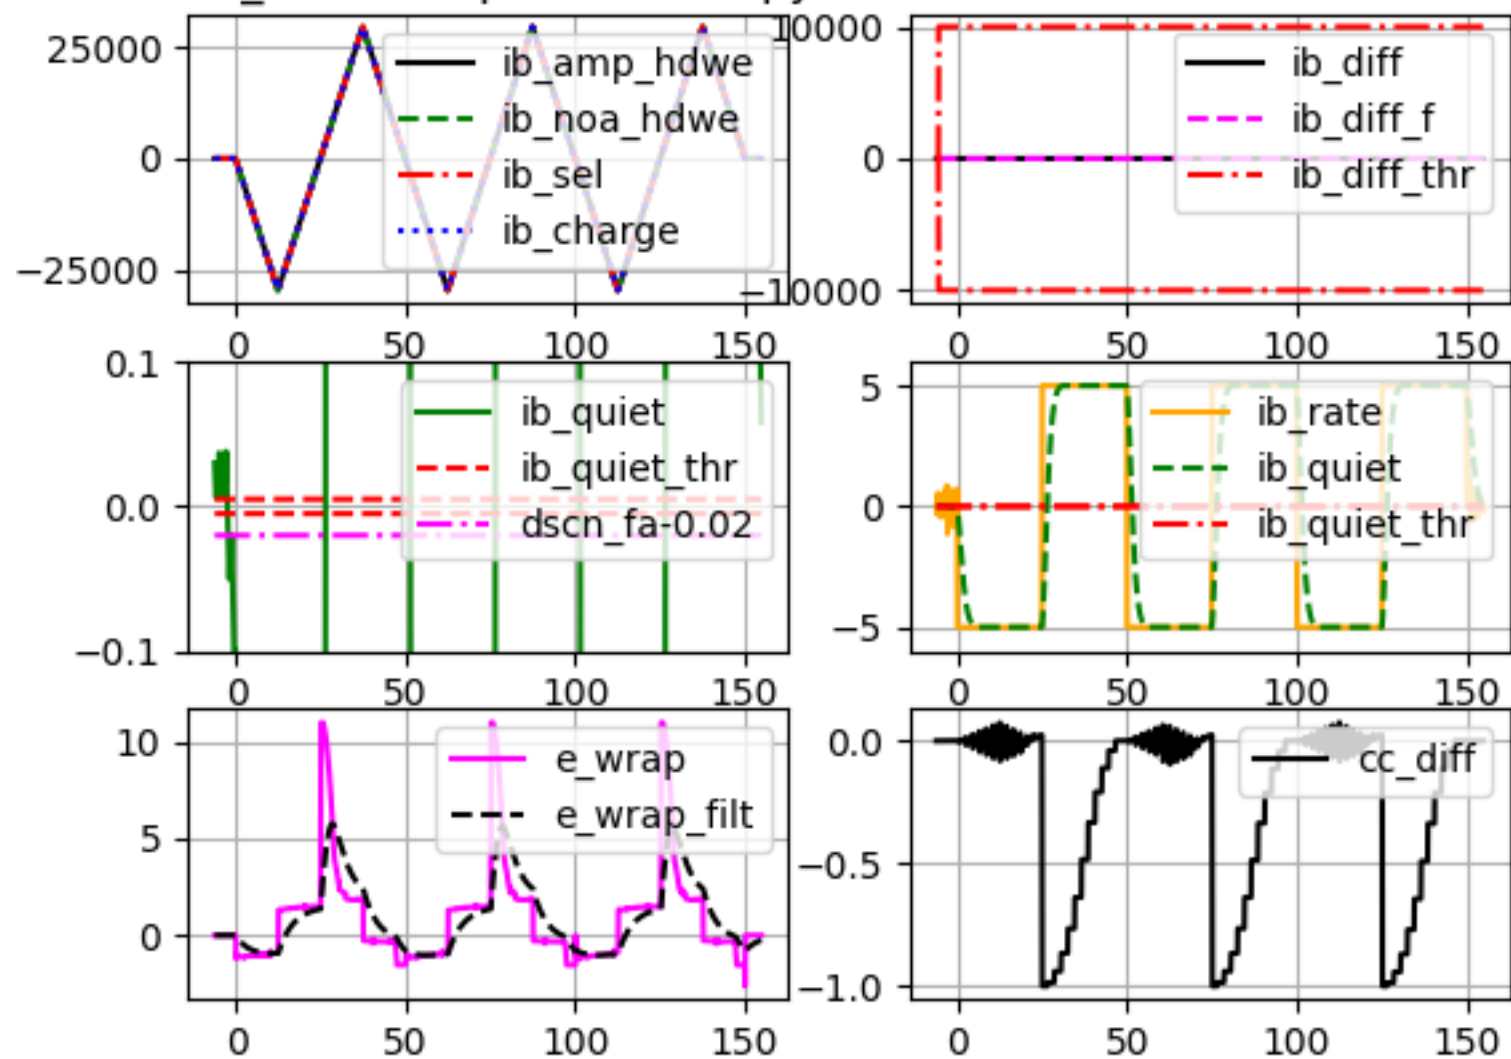 25000
0
−25000
ib_amp_hdwe
ib_noa_hdwe
ib_sel
ib_charge
0 50 100 150
10000
0
−10000
ib_diff
ib_diff_f
ib_diff_thr
0 50 100 150
0.1
0.0
−0.1
ib_quiet
ib_quiet_thr
dscn_fa-0.02
0 50 100 150
5
0
−5
ib_rate
ib_quiet
ib_quiet_thr
0 50 100 150
10
5
0
e_wrap
e_wrap_filt
0 50 100 150
0.0
−0.5
−1.0
cc_diff
0 50 100 150